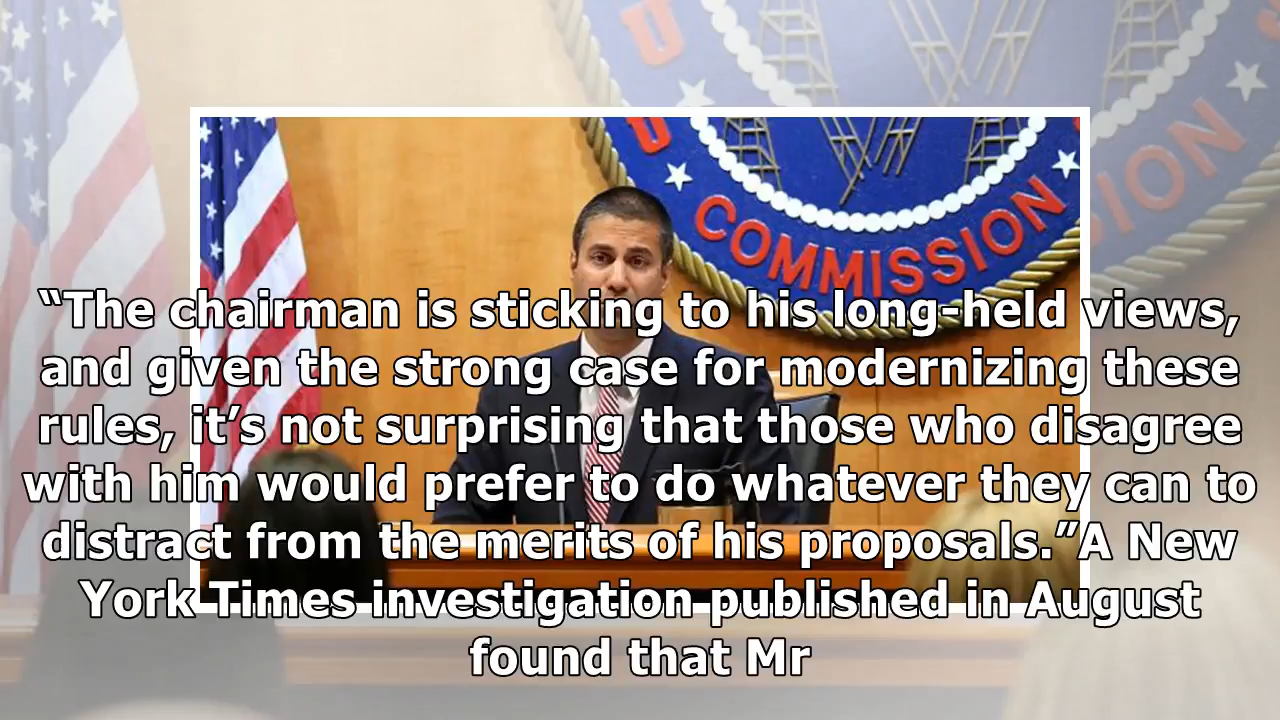 U
COMMISSION
U
SION
“The chairman is sticking to his long-held views,
and given the strong case for modernizing these
rules, it’s not surprising that those who disagree
with him would prefer to do whatever they can to
distract from the merits of his proposals.”A New
York Times investigation published in August
found that Mr